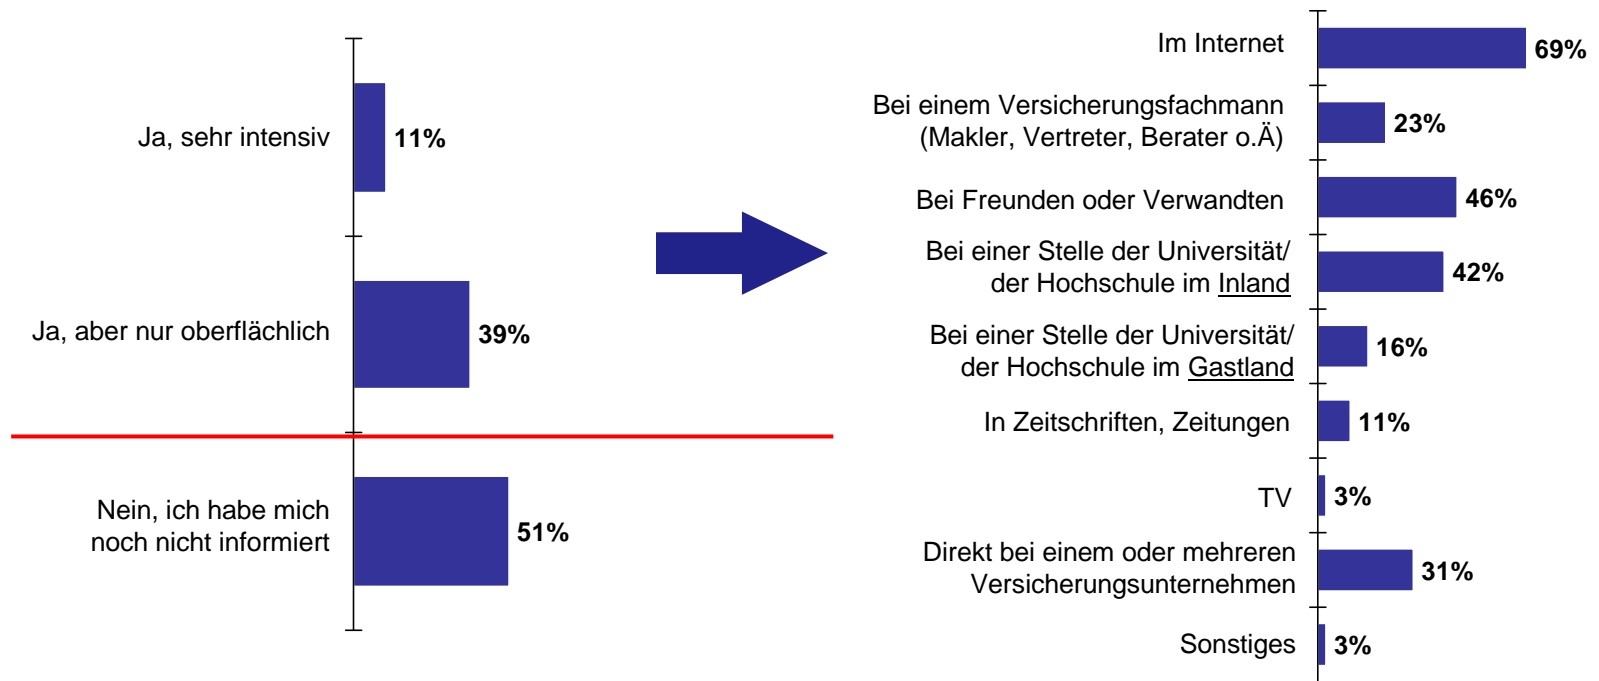 Ja, sehr intensiv
11%
Ja, aber nur oberflächlich
39%
Nein, ich habe mich
noch nicht informiert
51%
Im Internet
69%
Bei einem Versicherungsfachmann
(Makler, Vertreter, Berater o.Ä)
23%
Bei Freunden oder Verwandten
46%
Bei einer Stelle der Universität/
der Hochschule im Inland
42%
Bei einer Stelle der Universität/
der Hochschule im Gastland
16%
In Zeitschriften, Zeitungen
11%
TV
3%
Direkt bei einem oder mehreren
Versicherungsunternehmen
31%
Sonstiges
3%